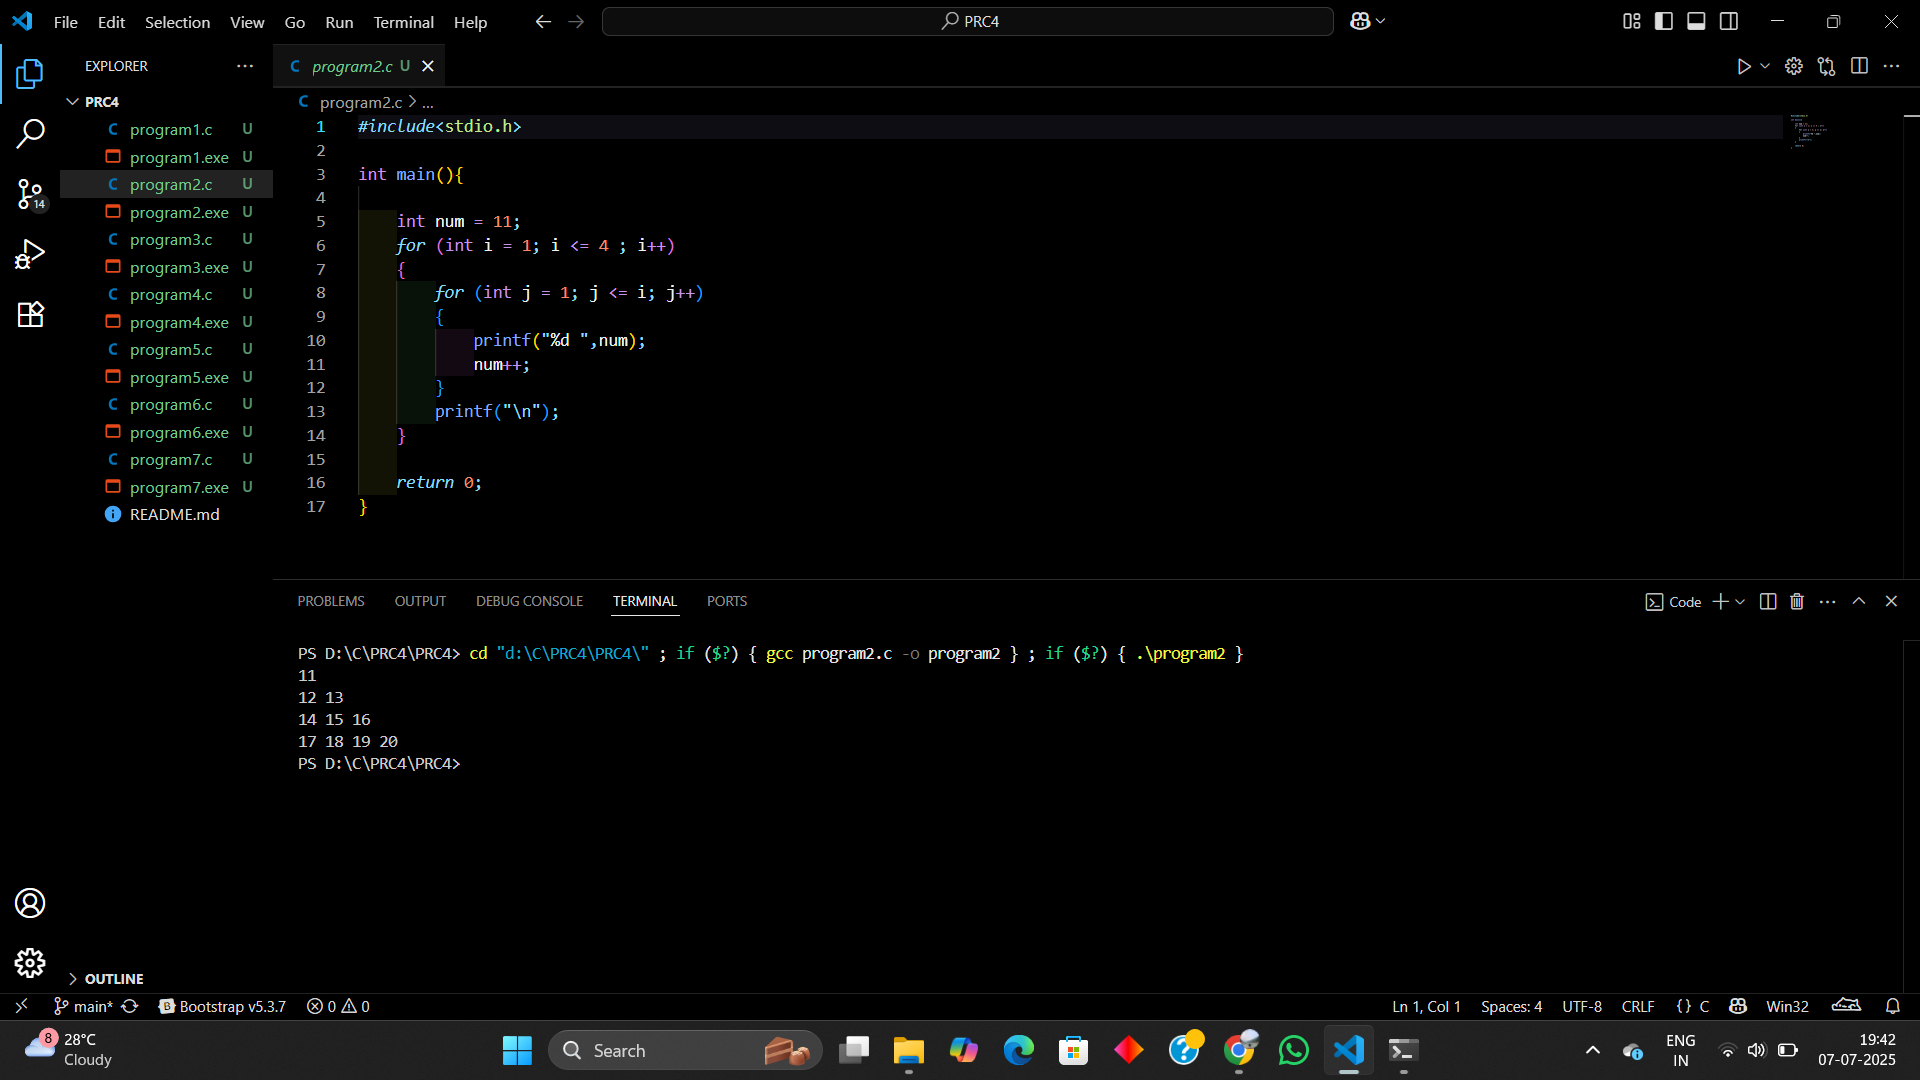 File Edit Selection View Go Run Terminal Help
PRC4
EXPLORER
program2.c U
PRC4
program1.c U
program1.exe U
program2.c U
program2.exe U
program3.c U
program3.exe U
program4.c U
program4.exe U
program5.c U
program5.exe U
program6.c U
program6.exe U
program7.c U
program7.exe U
README.md
14
program2.c > ...
1 #include<stdio.h>
2
3 int main(){
4
5     int num = 11;
6     for (int i = 1; i <= 4 ; i++)
7     {
8         for (int j = 1; j <= i; j++)
9         {
10             printf("%d ",num);
11             num++;
12         }
13         printf("\n");
14     }
15
16     return 0;
17 }
PROBLEMS OUTPUT DEBUG CONSOLE TERMINAL PORTS
Code
PS D:\C\PRC4\PRC4> cd "d:\C\PRC4\PRC4\" ; if ($?) { gcc program2.c -o program2 } ; if ($?) { .\program2 }
11
12 13
14 15 16
17 18 19 20
PS D:\C\PRC4\PRC4>
OUTLINE
main* Bootstrap v5.3.7 0 0
Ln 1, Col 1 Spaces: 4 UTF-8 CRLF {} C Win32
8
28°C
Cloudy
Search
ENG
IN
19:42
07-07-2025